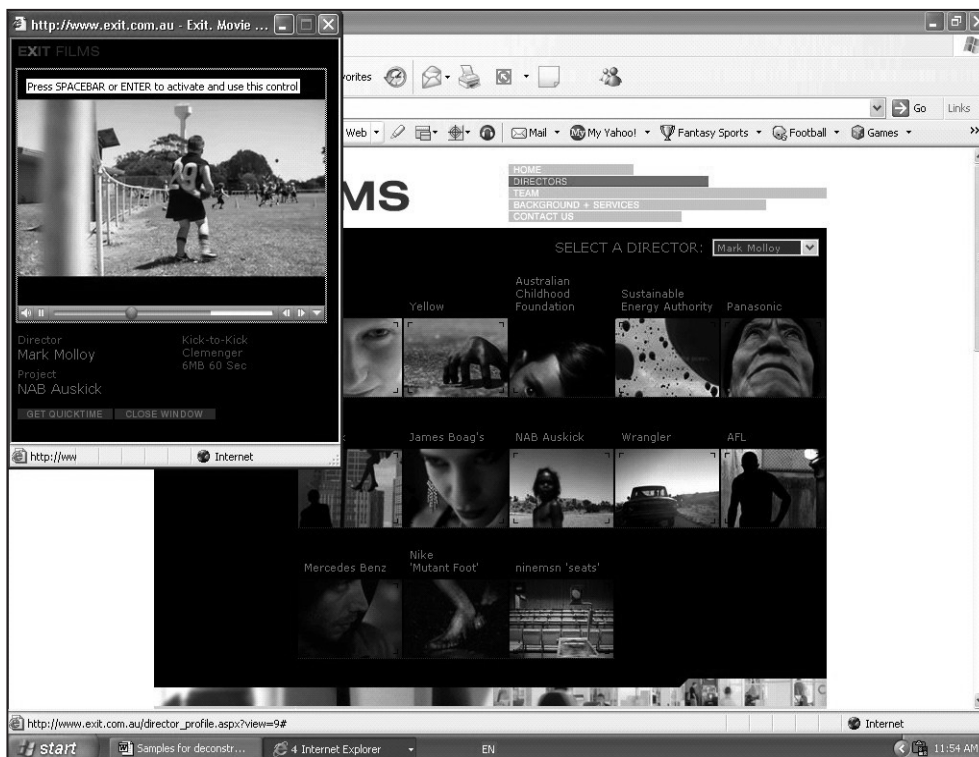 http://www.exit.com.au - Exit. Movie ...
EXIT FILMS
Press SPACEBAR or ENTER to activate and use this control
29
Director
Mark Molloy
Project
NAB Auskick
Kick-to-Kick
Clemenger
6MB 60 Sec
GET QUICKTIME
CLOSE WINDOW
http://ww
Internet
vorites
Go Links
Web
Mail
My Yahoo!
Fantasy Sports
Football
Games
MS
HOME
DIRECTORS
TEAM
BACKGROUND + SERVICES
CONTACT US
SELECT A DIRECTOR: Mark Molloy
Yellow
Australian
Childhood
Foundation
Sustainable
Energy Authority
Panasonic
k
James Boag's
NAB Auskick
Wrangler
AFL
Mercedes Benz
Nike
'Mutant Foot'
ninemsn 'seats'
http://www.exit.com.au/director_profile.aspx?view=9#
Internet
start
Samples for deconstr...
4 Internet Explorer
EN
11:54 AM